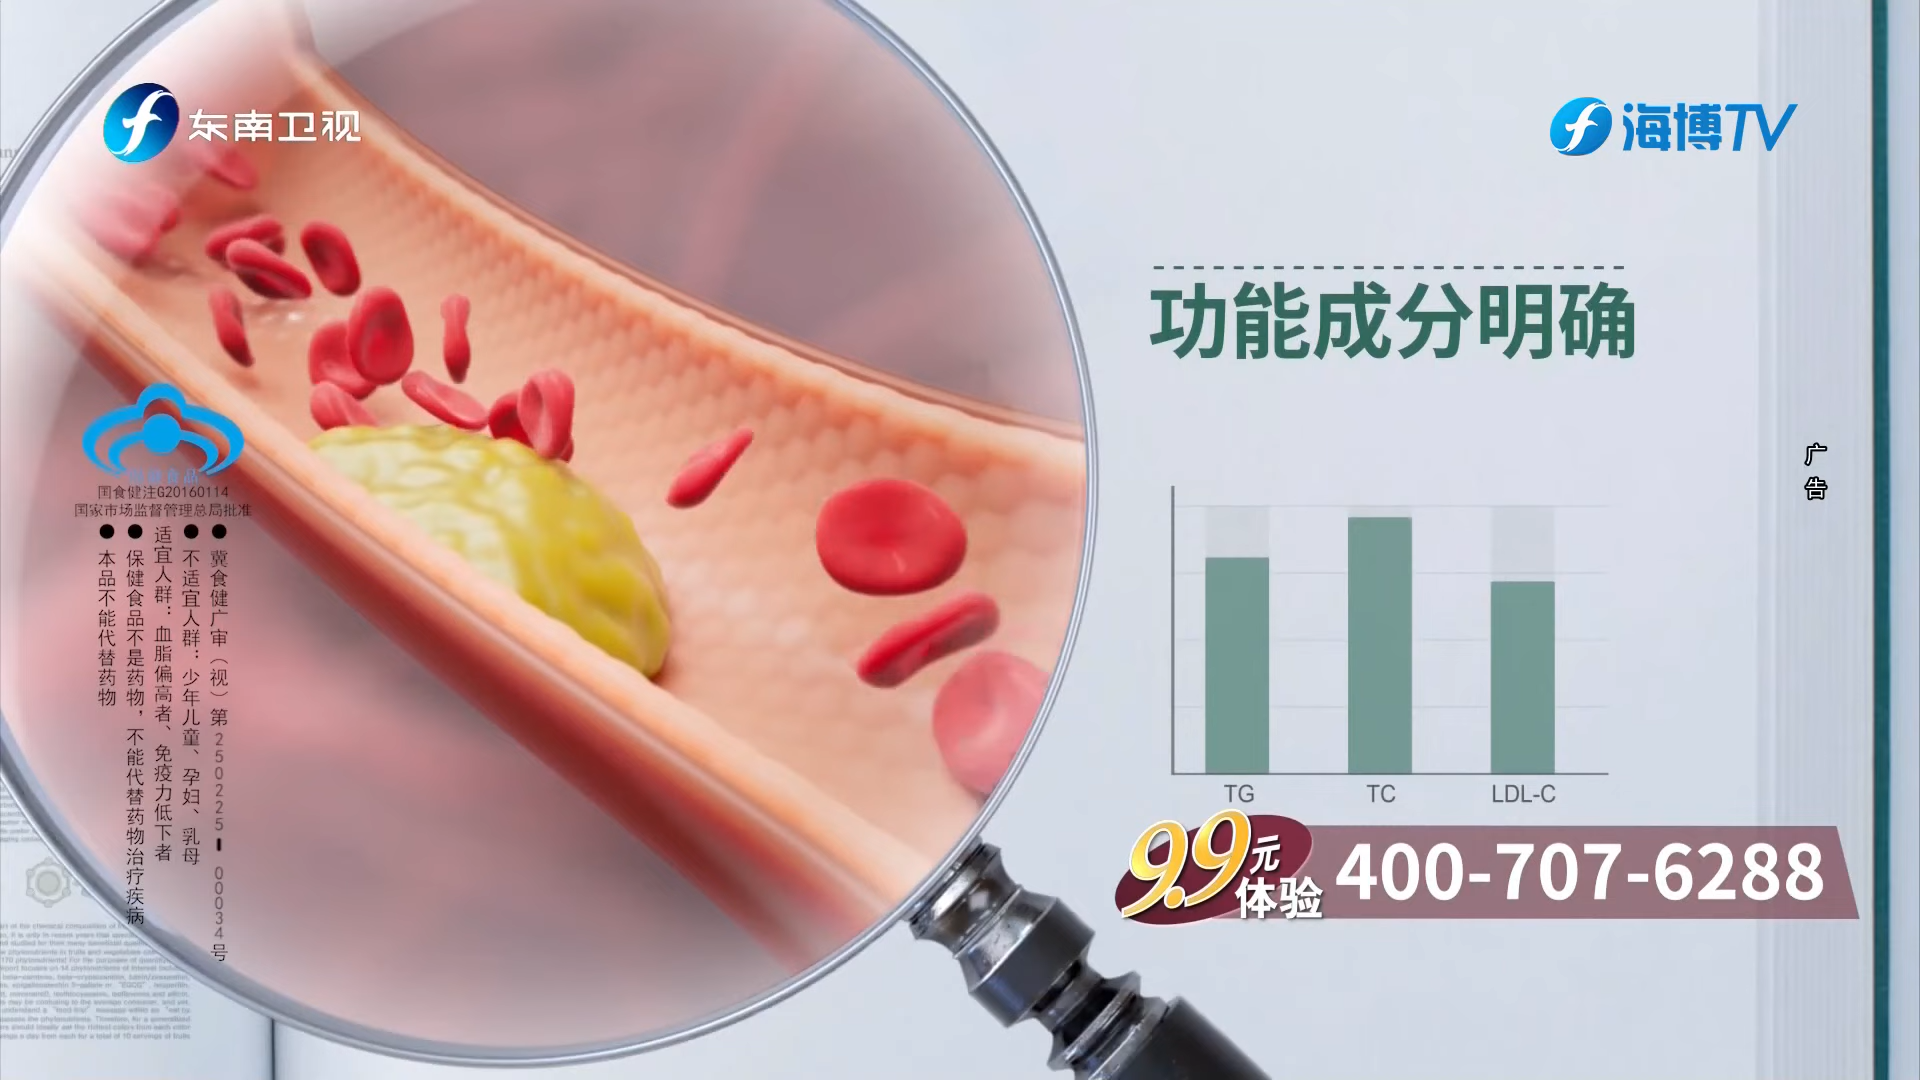 东南卫视
海博TV
功能成分明确
广告
国食健注G20160114
国家市场监督管理总局批准
●冀食健广审（视）第250225-00034号
●不适宜人群：少年儿童、孕妇、乳母
适宜人群：血脂偏高者、免疫力低下者
●保健食品不是药物，不能代替药物治疗疾病
●本品不能代替药物
TG
TC
LDL-C
9.9元
体验
400-707-6288